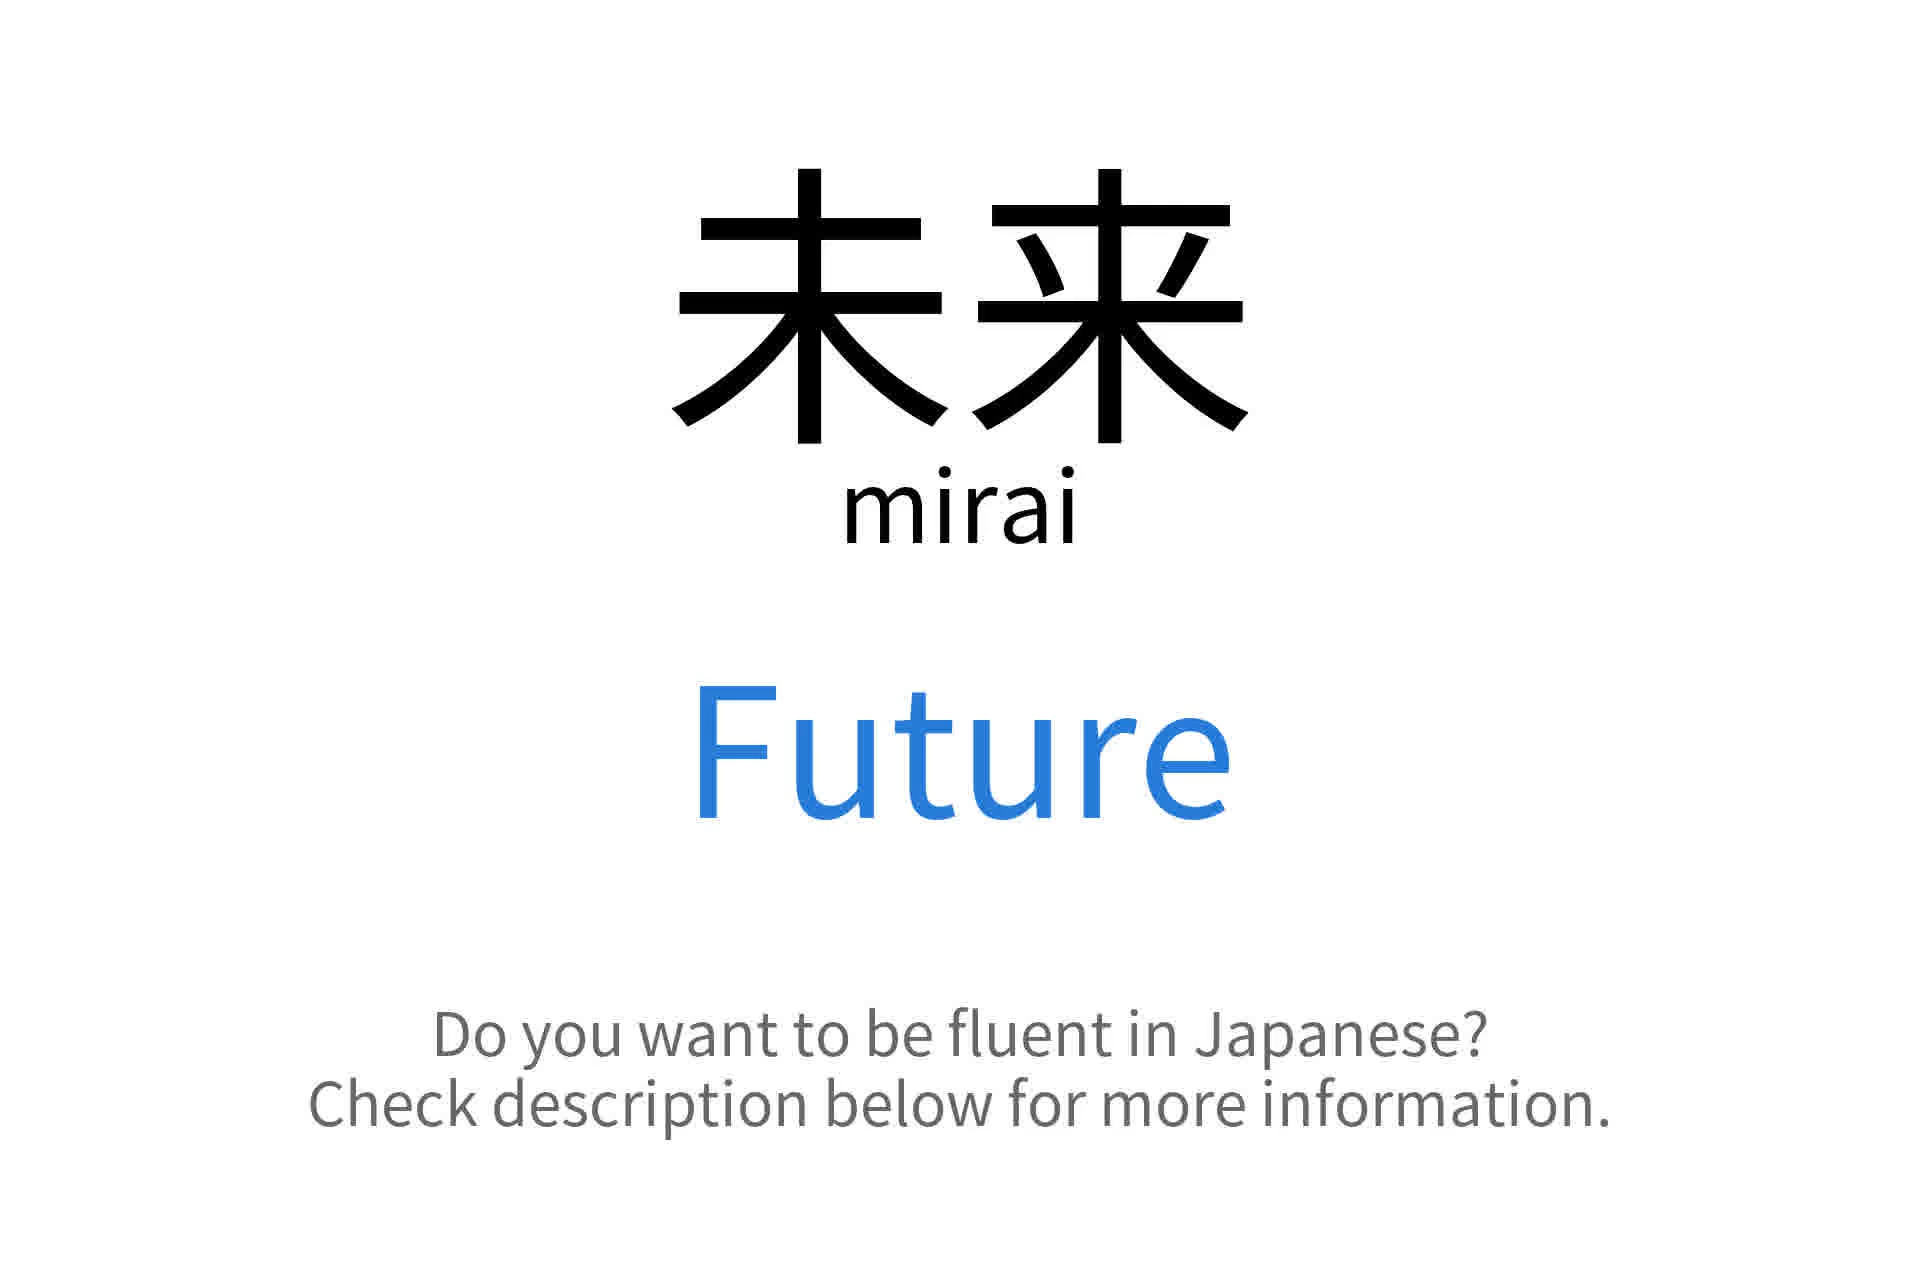 未来
mirai
Future
Do you want to be fluent in Japanese?
Check description below for more information.